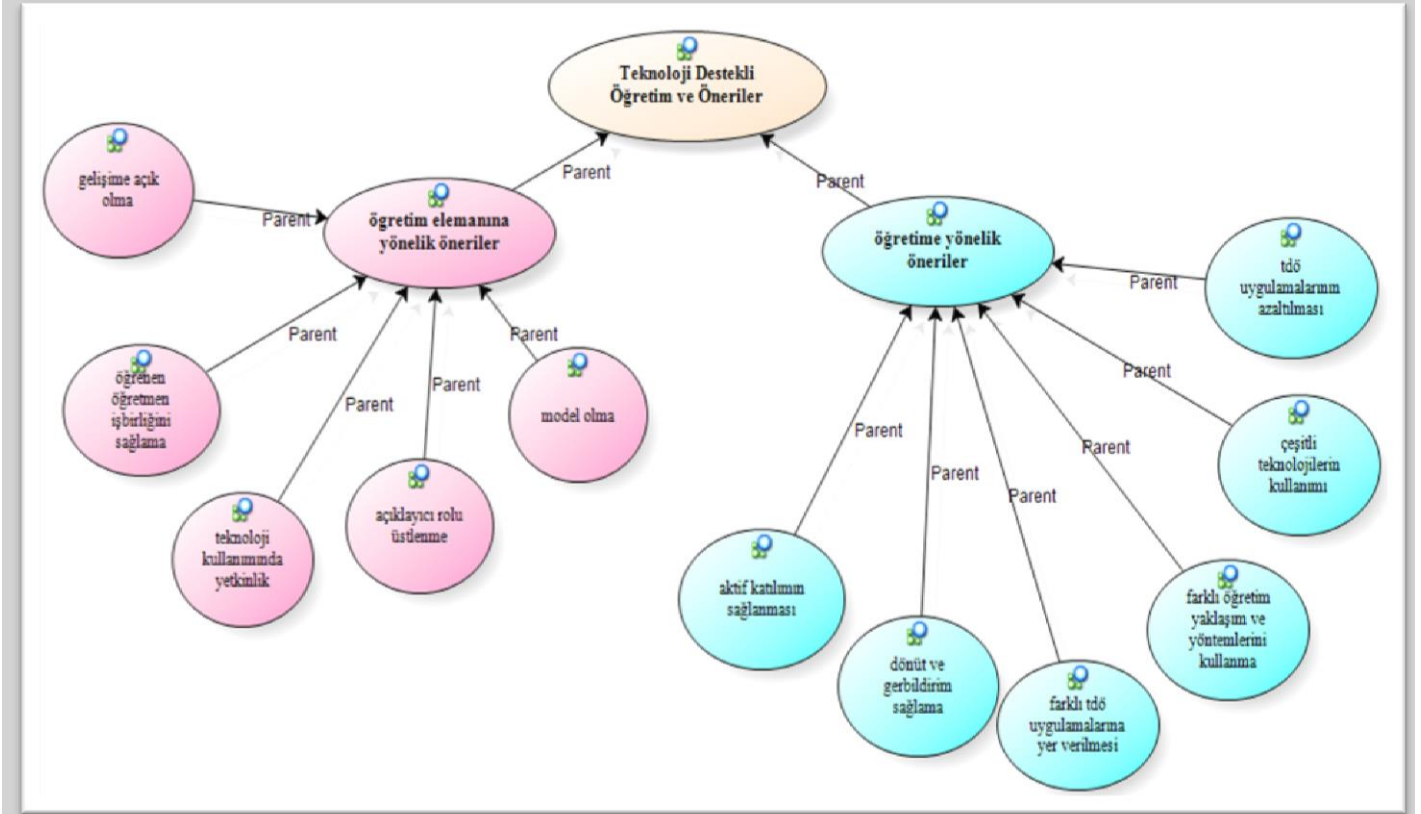 Teknoloji Destekli
Öğretim ve Öneriler
Parent
Parent
gelişime açik
olma
Parent
ögretim elemanına
yönelik öneriler
öğretime yönelik
öneriler
Parent
tdö
uygulamalarının
azaltılması
Parent
Parent
öğrenen
öğretmen
işbirliğini
sağlama
Parent
Parent
model olma
Parent
çeşitli
teknolojilerin
kullanımı
Parent
Parent
Parent
Parent
teknoloji
kullanımında
yetkinlik
açıklayıcı rolu
üstlenme
aktif katılımın
sağlanması
dönüt ve
gerbildirim
sağlama
farklı tdö
uygulamalarına
yer verilmesi
farklı öğretim
yaklaşım ve
yöntemlerini
kullanma